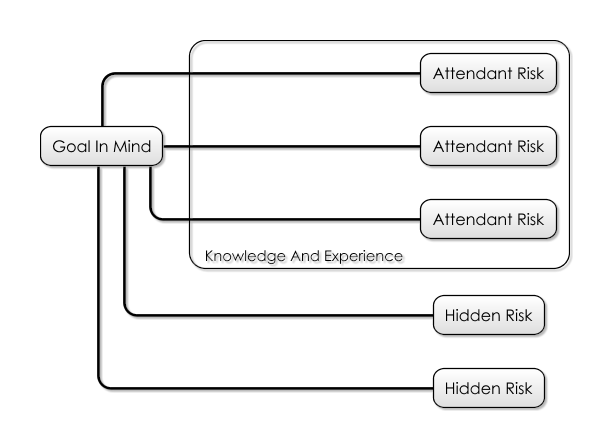 Attendant Risk
Goal In Mind
Attendant Risk
Attendant Risk
Knowledge And Experience
Hidden Risk
Hidden Risk